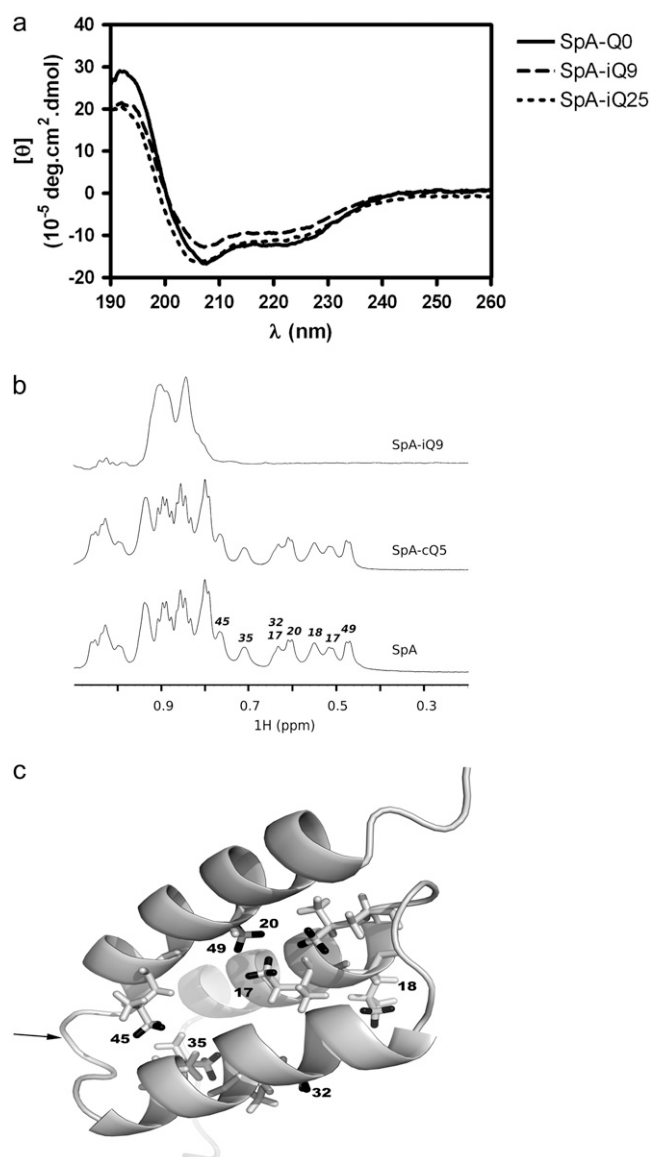 a
SpA-Q0
SpA-iQ9
SpA-iQ25
[θ]
(10⁻⁵ deg.cm².dmol)
40
30
20
10
0
-10
-20
190 200 210 220 230 240 250 260
λ (nm)
b
SpA-iQ9
SpA-cQ5
SpA
45 35 32 17 20 18 17 49
0.9 0.7 0.5 0.3
1H (ppm)
c
20
49
17
18
45
35
32